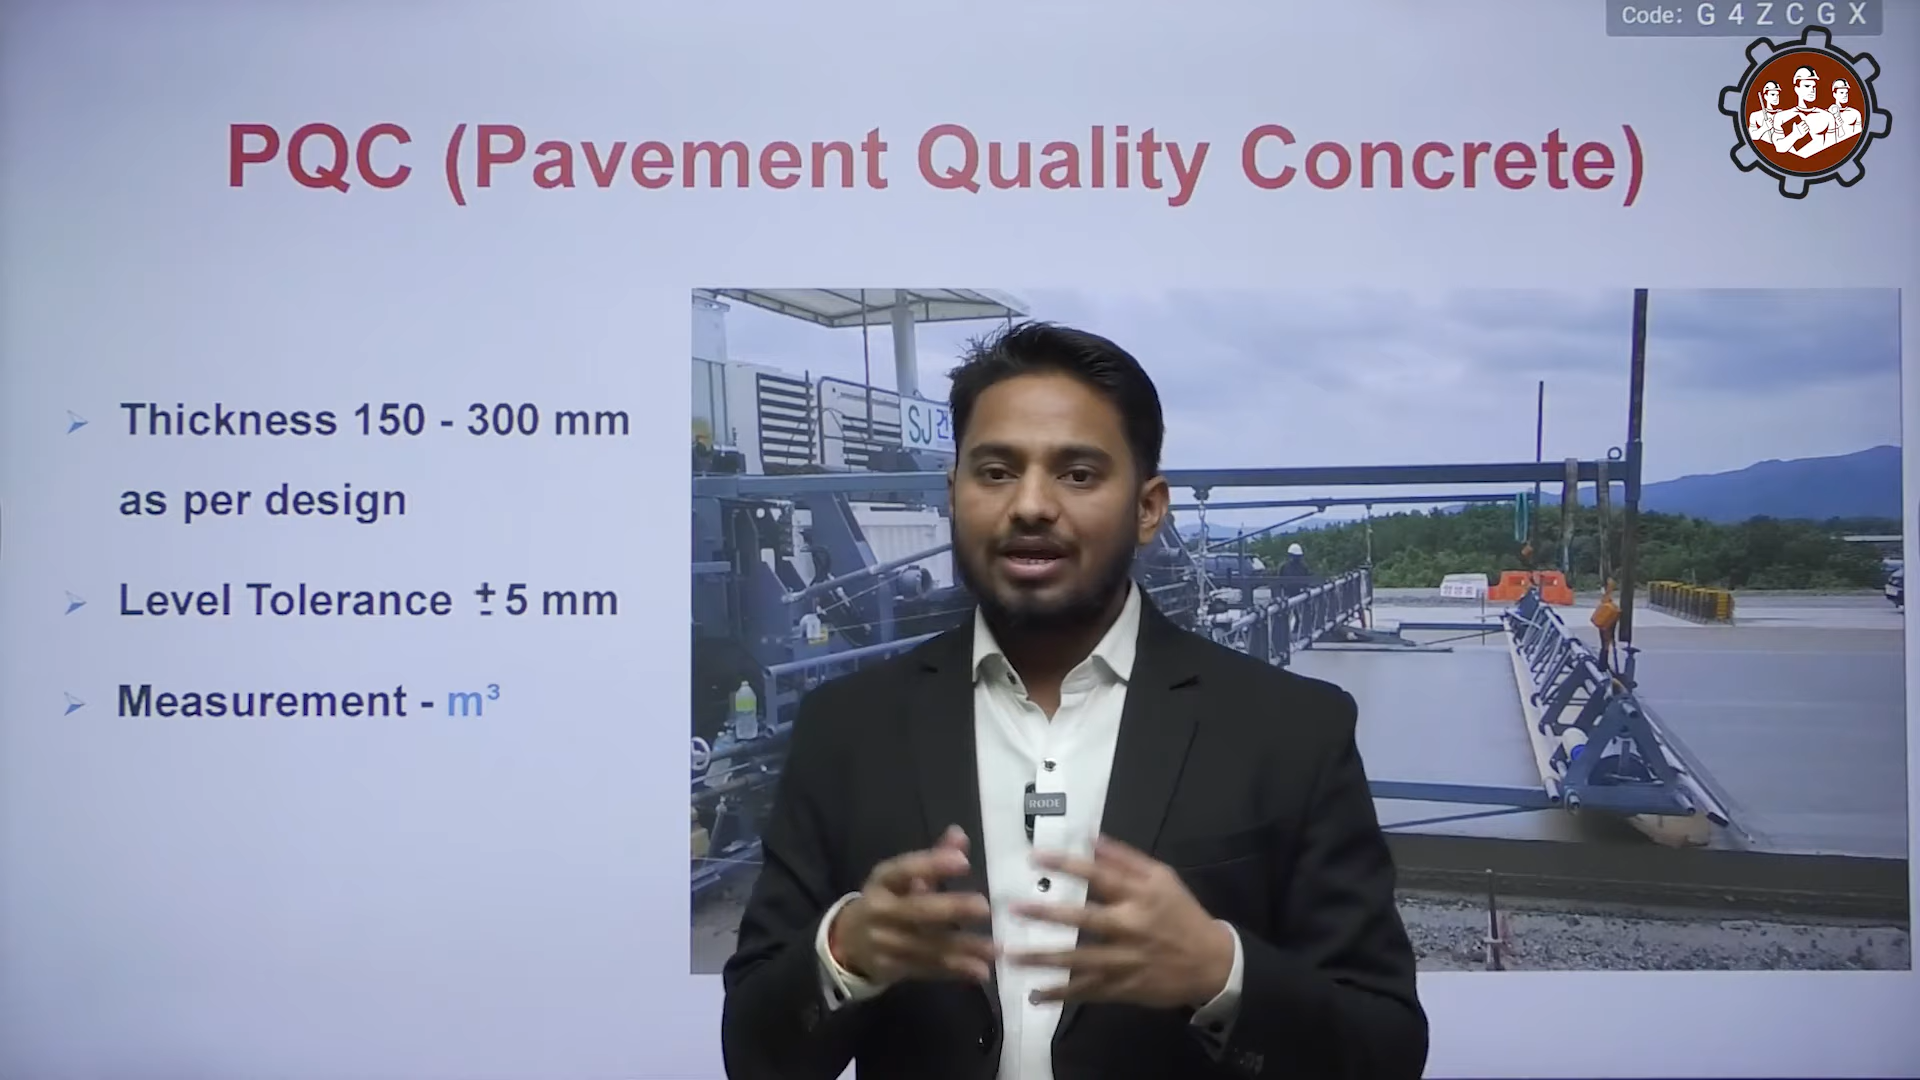 Code: G 4 Z C G X
PQC (Pavement Quality Concrete)
Thickness 150 - 300 mm
as per design
Level Tolerance ± 5 mm
Measurement - m³
SJ 건
RODE